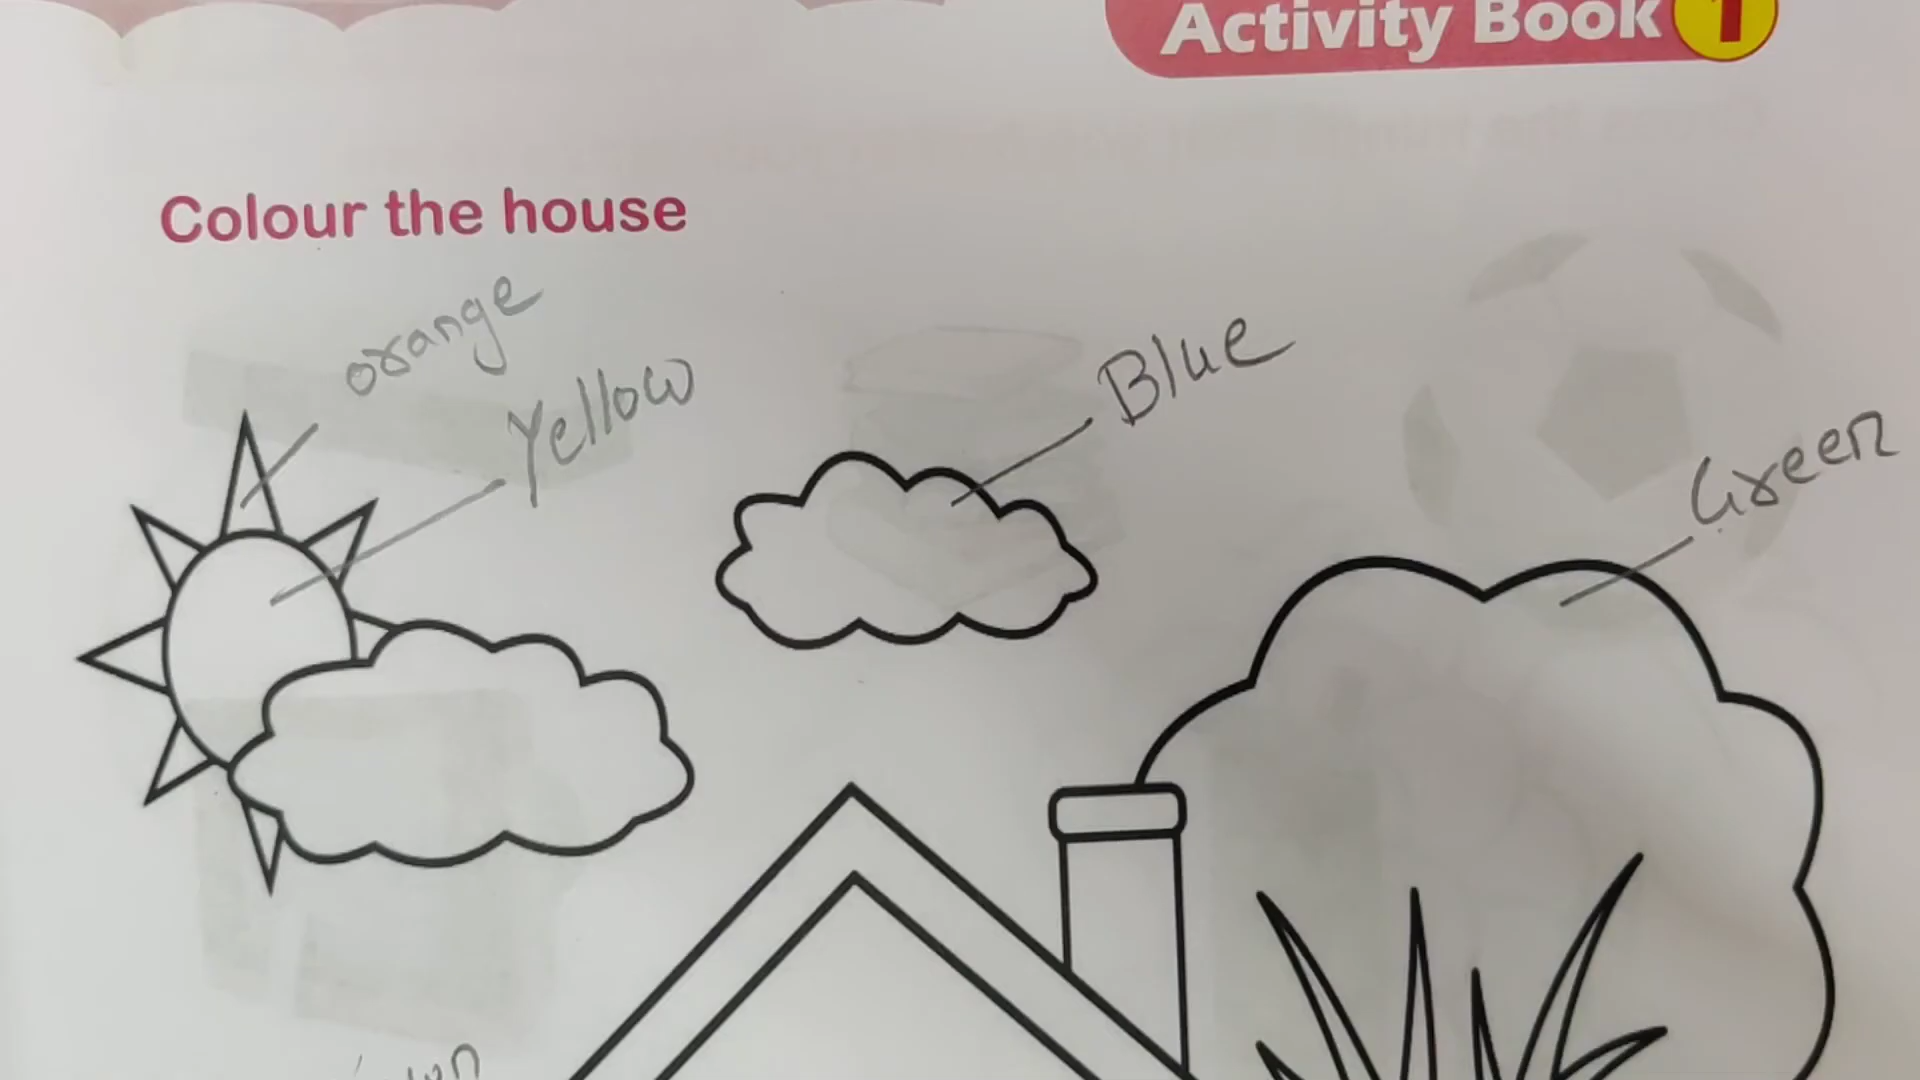 Activity Book 1
Colour the house
orange
Yellow
Blue
Green